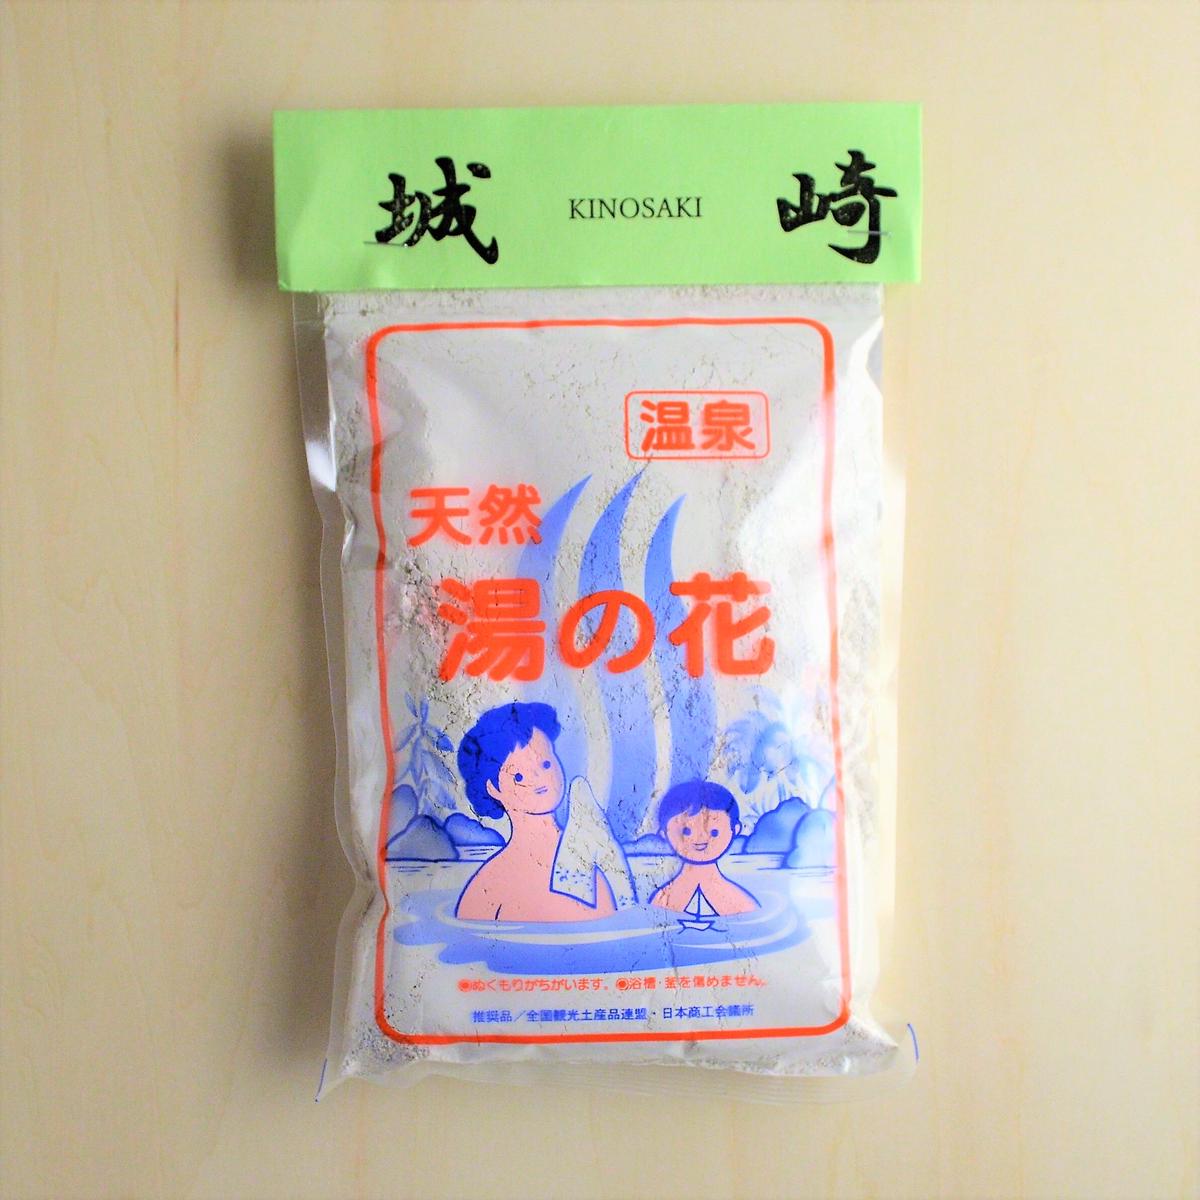 城 KINOSAKI 崎
温泉
天然
湯の花
◉ぬくもりがちがいます。◉浴槽・釜を傷めません。
推奨品／全国観光土産品連盟・日本商工会議所